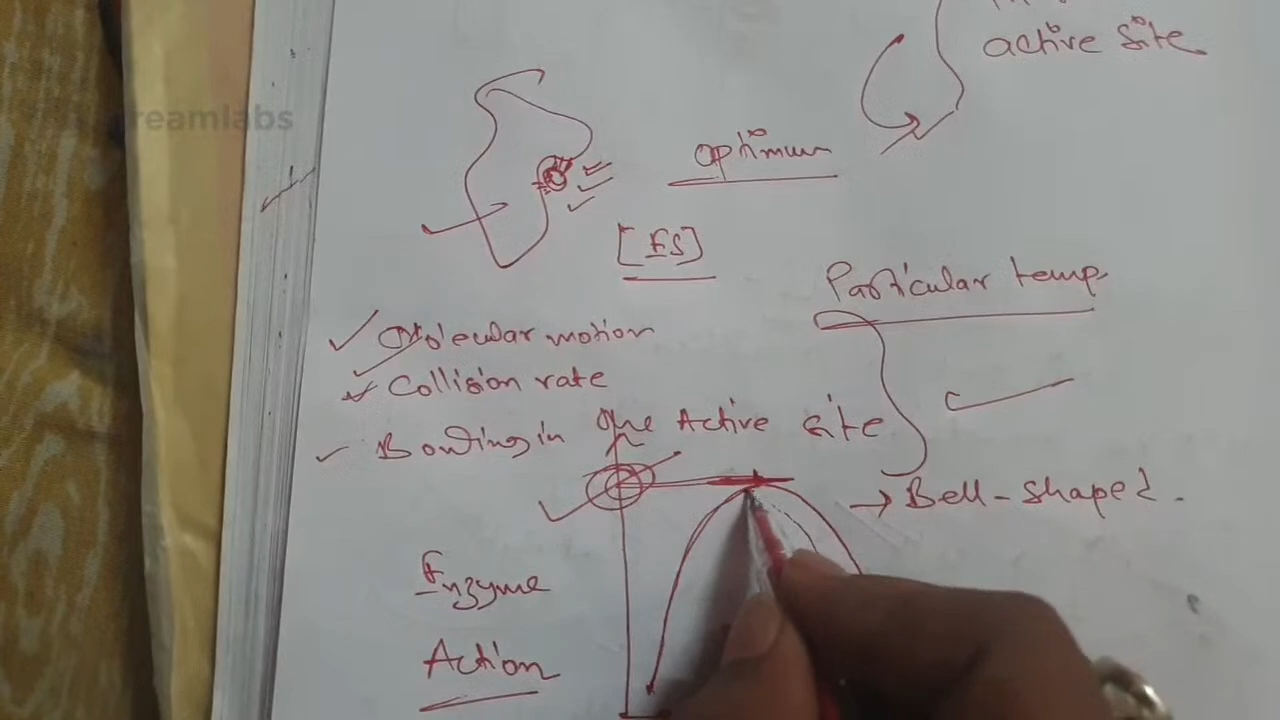 active site
reamlabs
optimum
[ES]
Particular temp.
Molecular motion
Collision rate
Bonding in the Active site
→ Bell-shaped.
Enzyme
Action